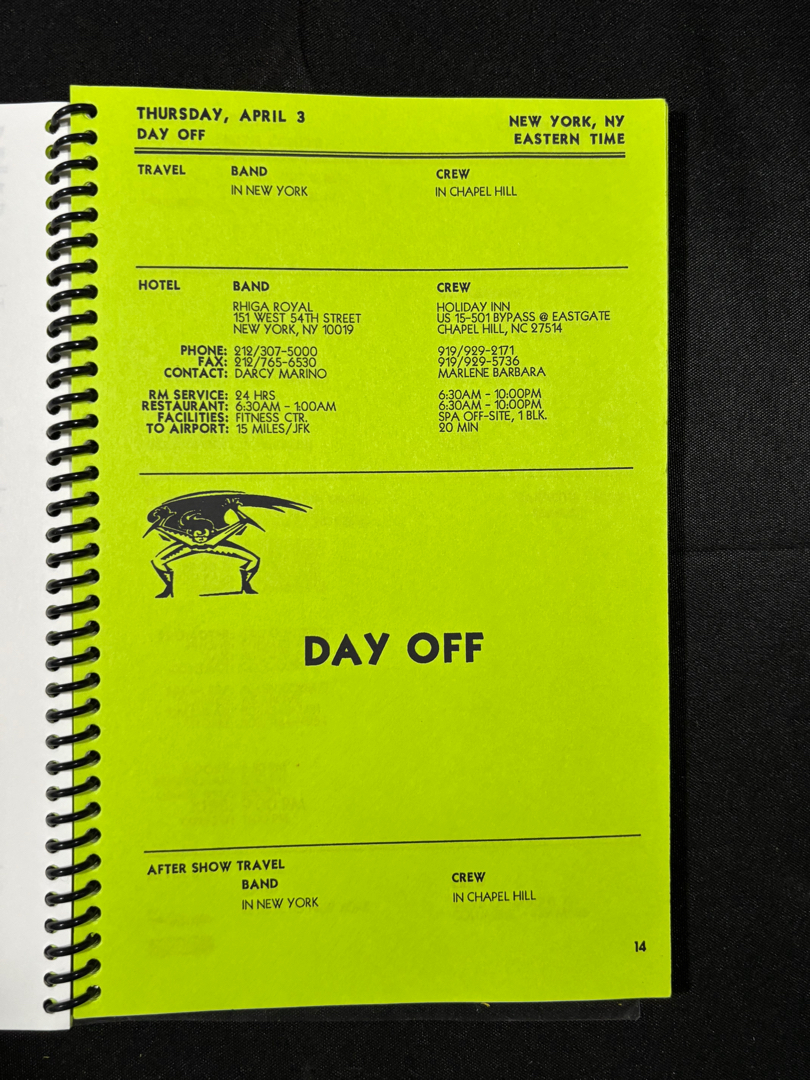 THURSDAY, APRIL 3
DAY OFF
NEW YORK, NY
EASTERN TIME
TRAVEL BAND CREW
IN NEW YORK IN CHAPEL HILL
HOTEL BAND CREW
RHIGA ROYAL HOLIDAY INN
151 WEST 54TH STREET US 15-501 BYPASS @ EASTGATE
NEW YORK, NY 10019 CHAPEL HILL, NC 27514
PHONE: 212/307-5000 919/929-2171
FAX: 212/765-6530 919/929-5736
CONTACT: DARCY MARINO MARLENE BARBARA
RM SERVICE: 24 HRS 6:30AM - 10:00PM
RESTAURANT: 6:30AM - 1:00AM 6:30AM - 10:00PM
FACILITIES: FITNESS CTR. SPA OFF-SITE, 1 BLK.
TO AIRPORT: 15 MILES/JFK 20 MIN
DAY OFF
AFTER SHOW TRAVEL
BAND CREW
IN NEW YORK IN CHAPEL HILL
14